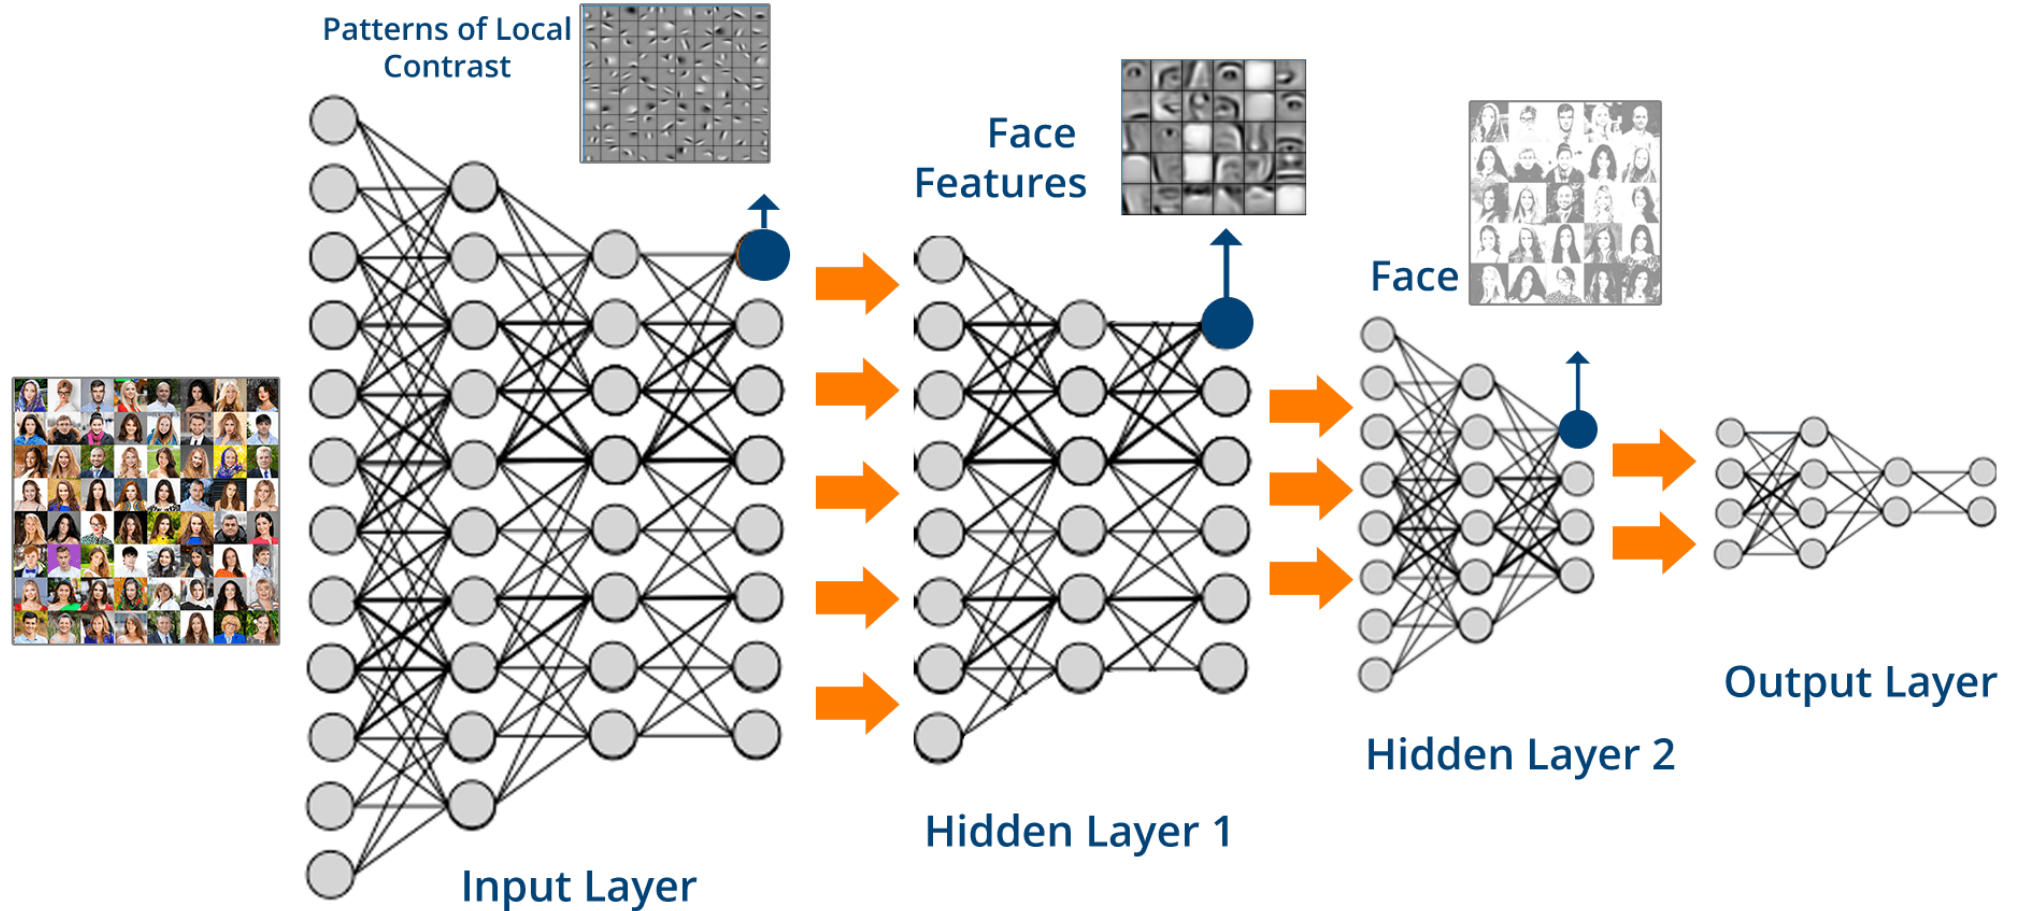 Patterns of Local
Contrast
Face
Features
Face
Input Layer
Hidden Layer 1
Hidden Layer 2
Output Layer